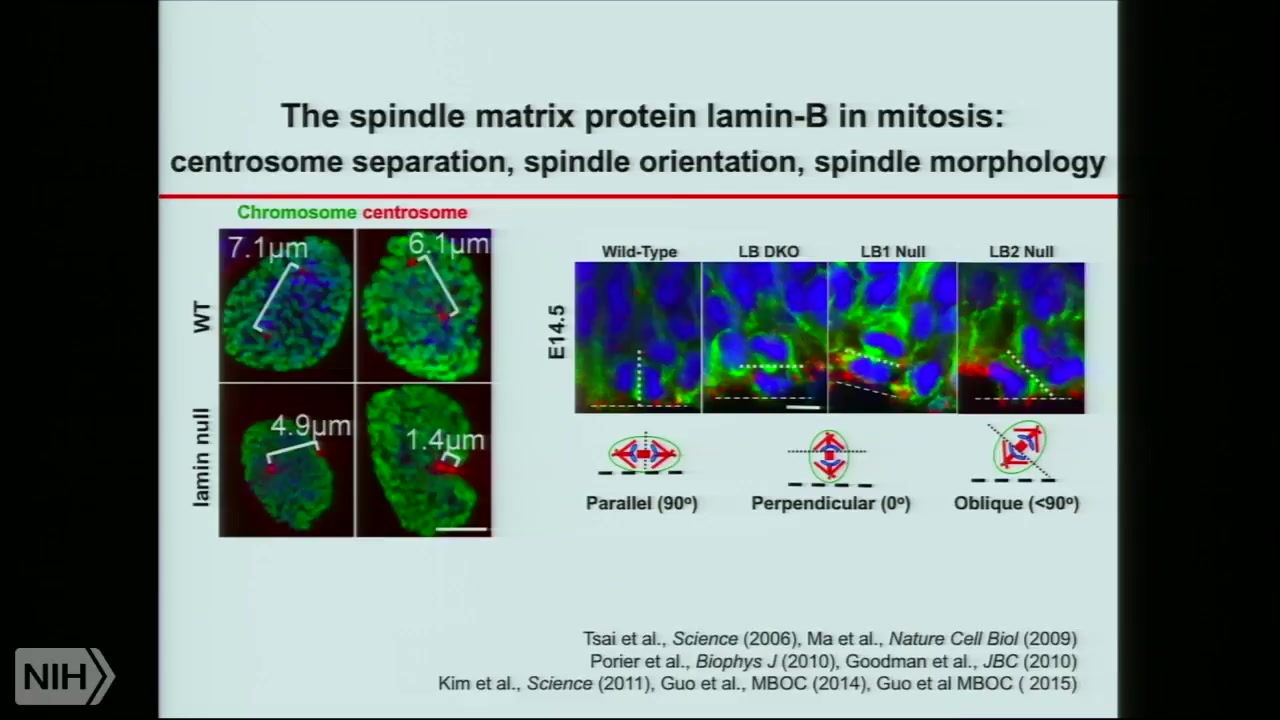 The spindle matrix protein lamin-B in mitosis:
centrosome separation, spindle orientation, spindle morphology
Chromosome centrosome
WT
7.1µm
6.1µm
lamin null
4.9µm
1.4µm
Wild-Type
LB DKO
LB1 Null
LB2 Null
E14.5
Parallel (90º)
Perpendicular (0º)
Oblique (<90º)
Tsai et al., Science (2006), Ma et al., Nature Cell Biol (2009)
Porier et al., Biophys J (2010), Goodman et al., JBC (2010)
Kim et al., Science (2011), Guo et al., MBOC (2014), Guo et al MBOC ( 2015)
NIH